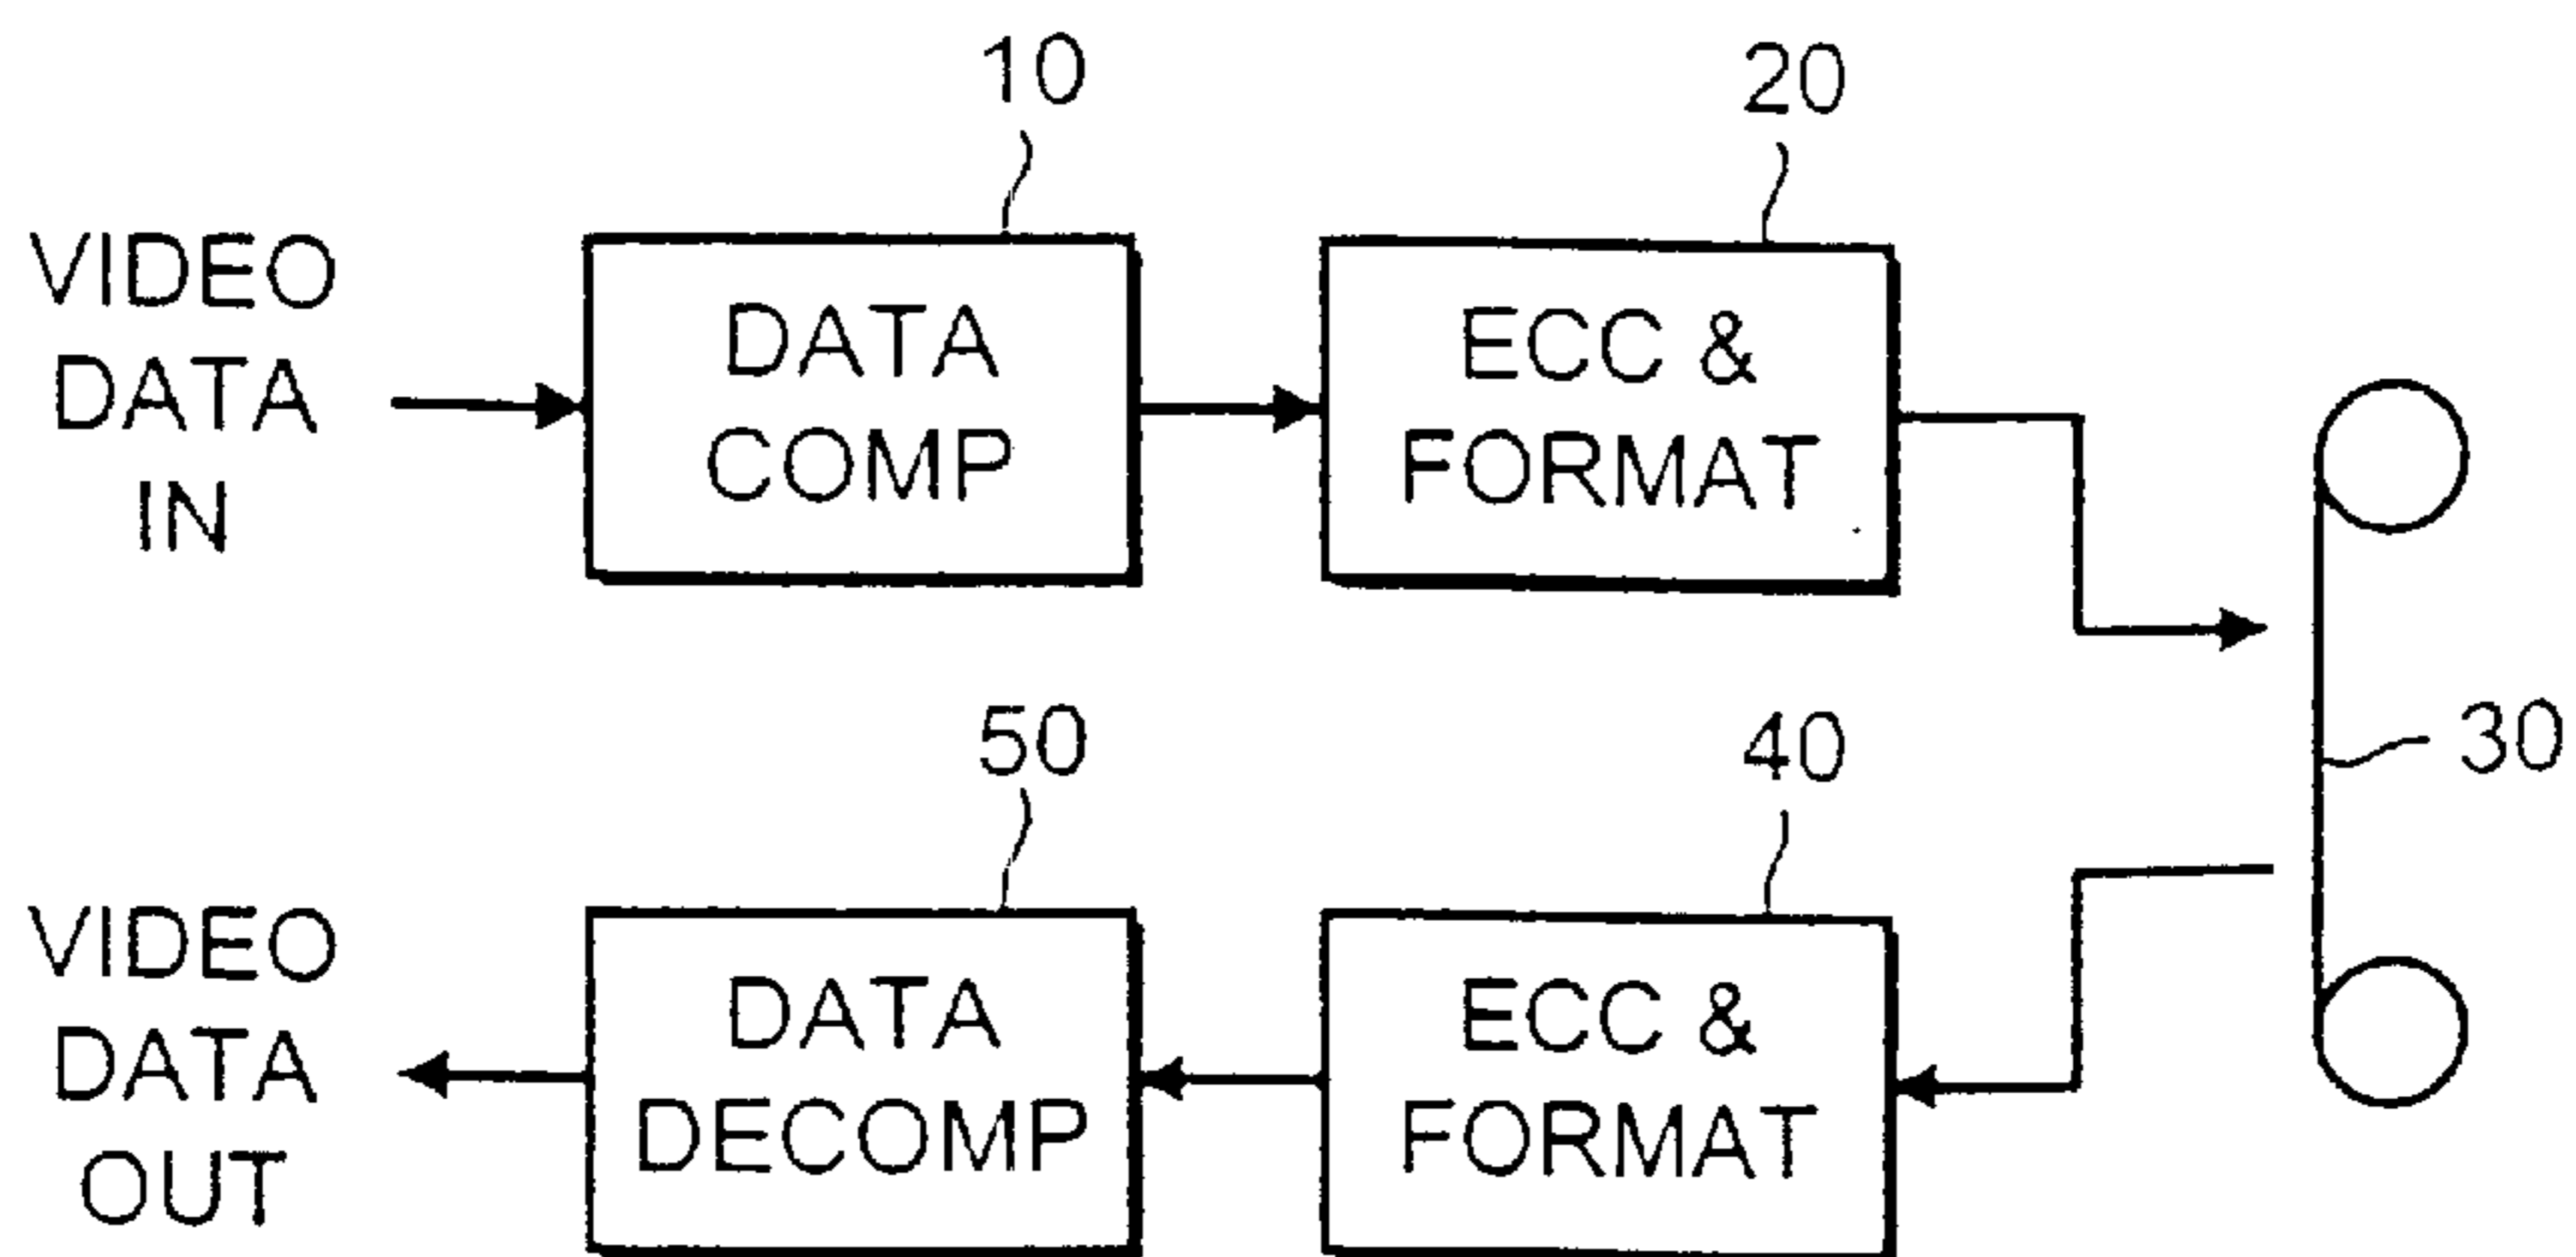 10
20
VIDEO
DATA
IN
DATA
COMP
ECC &
FORMAT
30
50
40
VIDEO
DATA
OUT
DATA
DECOMP
ECC &
FORMAT